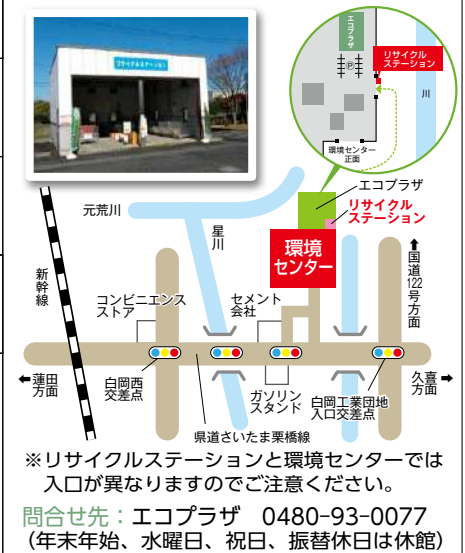 リサイクルステーション
エコプラザ
P
リサイクル
ステーション
川
環境センター
正面
エコプラザ
リサイクル
ステーション
元荒川
星川
環境
センター
新幹線
国道122号方面
コンビニエンス
ストア
セメント
会社
←蓮田
方面
白岡西
交差点
ガソリン
スタンド
白岡工業団地
入口交差点
久喜→
方面
県道さいたま栗橋線
※リサイクルステーションと環境センターでは
入口が異なりますのでご注意ください。
問合せ先：エコプラザ 0480-93-0077
（年末年始、水曜日、祝日、振替休日は休館）